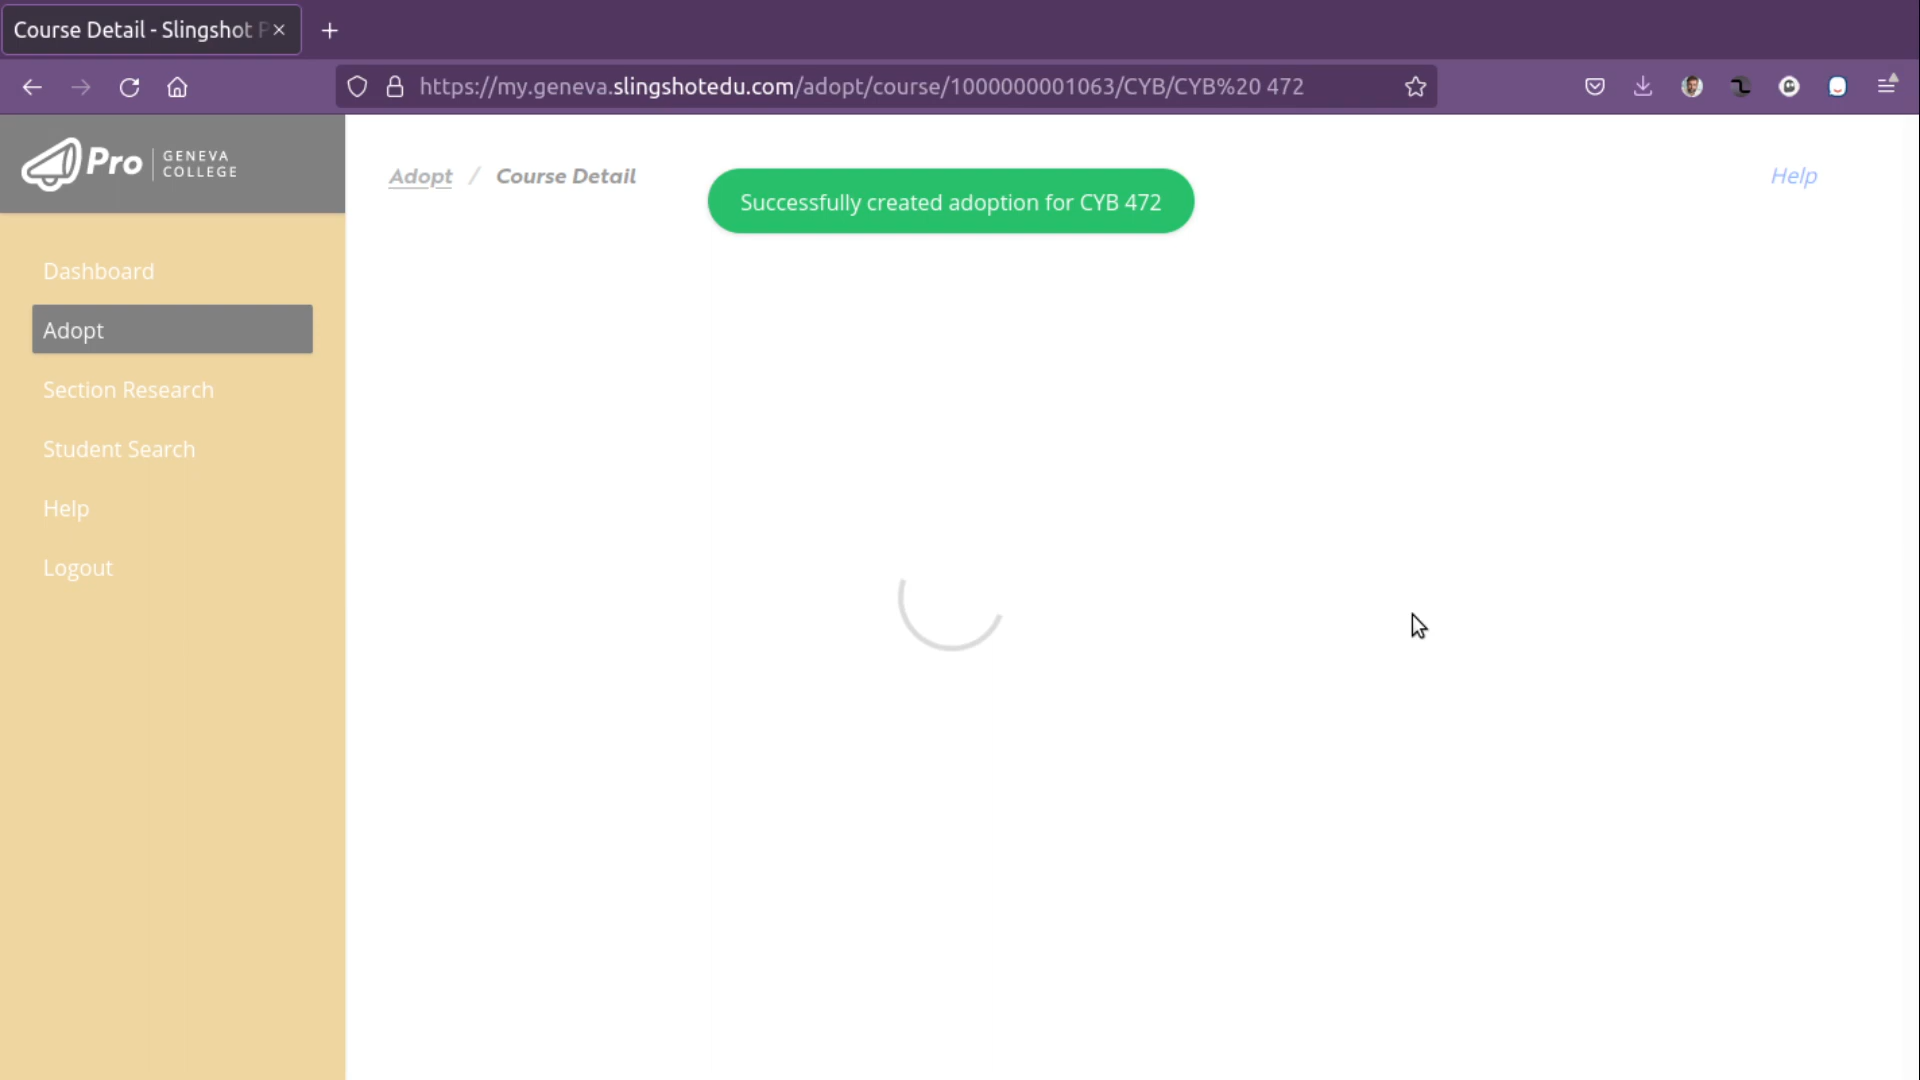 Course Detail - Slingshot P
https://my.geneva.slingshotedu.com/adopt/course/1000000001063/CYB/CYB%20 472
Pro GENEVA
COLLEGE
Adopt / Course Detail
Help
Successfully created adoption for CYB 472
Dashboard
Adopt
Section Research
Student Search
Help
Logout